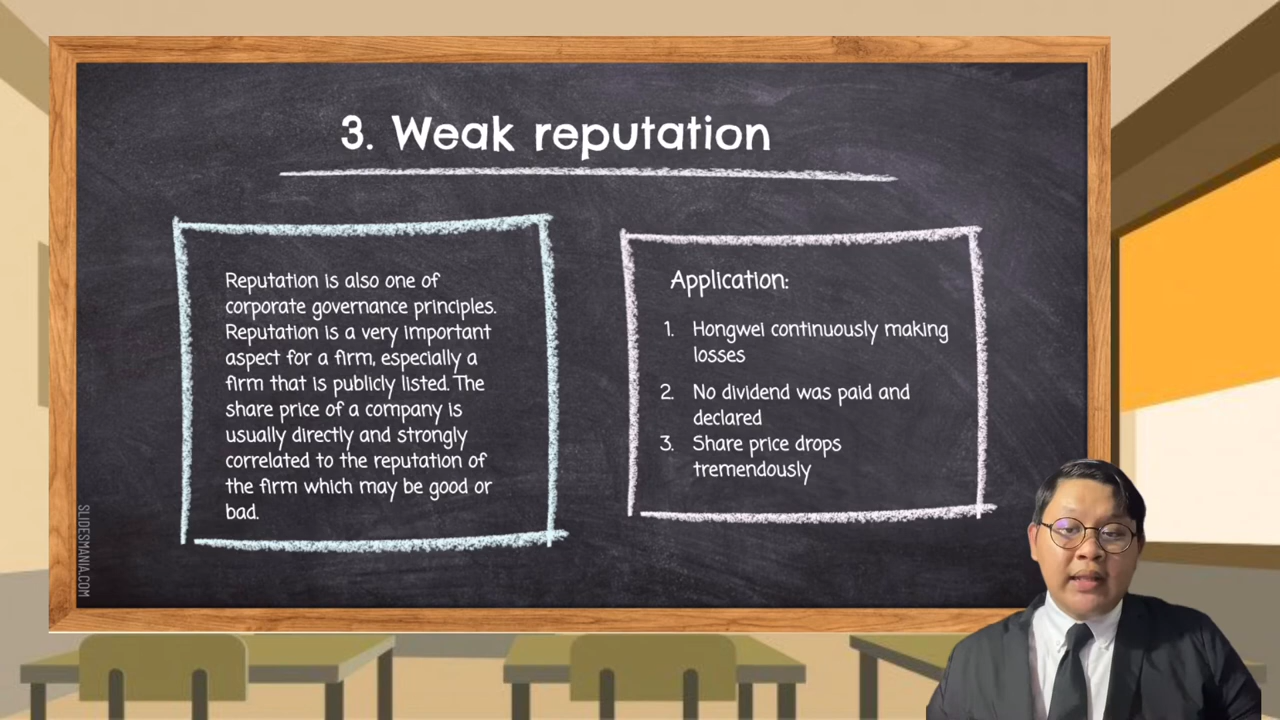 3. Weak reputation
Reputation is also one of
corporate governance principles.
Reputation is a very important
aspect for a firm, especially a
firm that is publicly listed. The
share price of a company is
usually directly and strongly
correlated to the reputation of
the firm which may be good or
bad.
Application:
1. Hongwei continuously making
losses
2. No dividend was paid and
declared
3. Share price drops
tremendously
SLIDESMANIA.COM